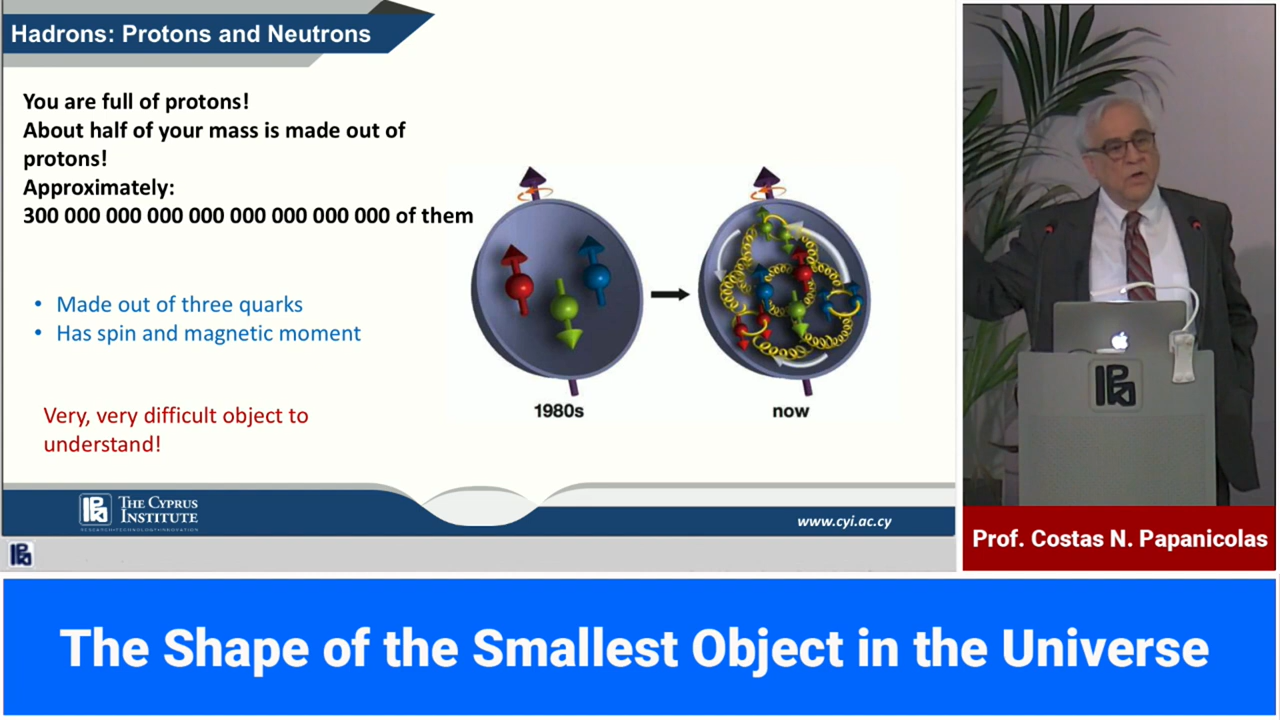 Hadrons: Protons and Neutrons
You are full of protons!
About half of your mass is made out of
protons!
Approximately:
300 000 000 000 000 000 000 000 000 of them
• Made out of three quarks
• Has spin and magnetic moment
Very, very difficult object to
understand!
1980s
now
THE CYPRUS
INSTITUTE
RESEARCH•TECHNOLOGY•INNOVATION
www.cyi.ac.cy
Prof. Costas N. Papanicolas
The Shape of the Smallest Object in the Universe